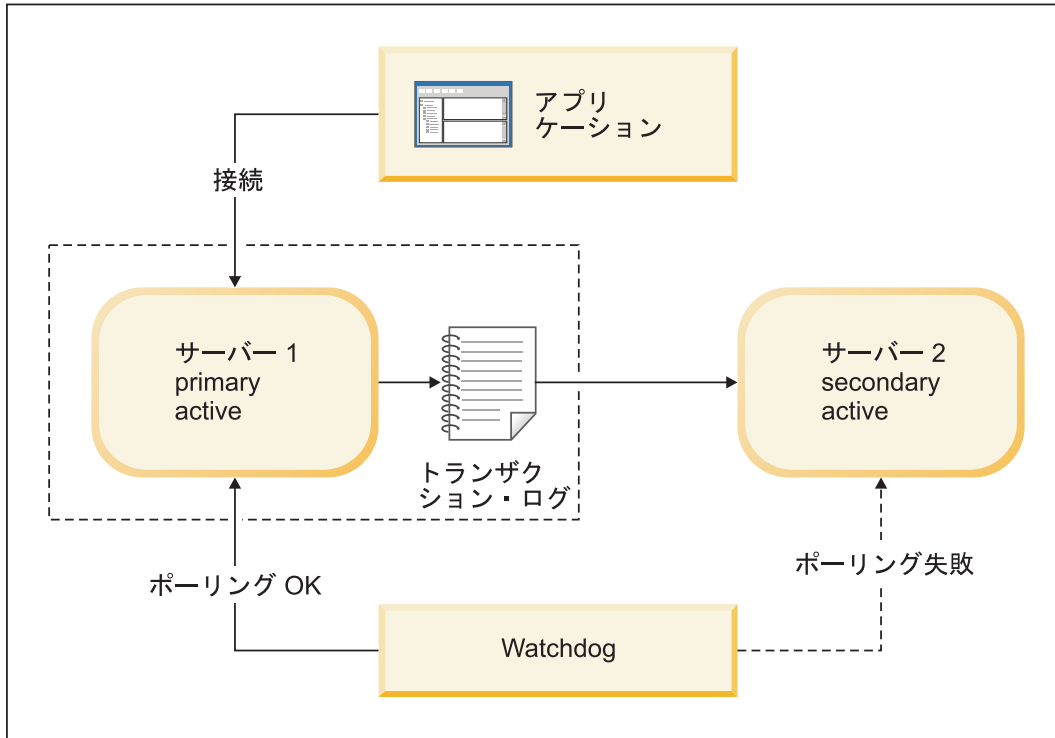 アプリ
ケーション
接続
サーバー 1
primary
active
トランザク
ション・ログ
サーバー 2
secondary
active
ポーリング OK
ポーリング失敗
Watchdog